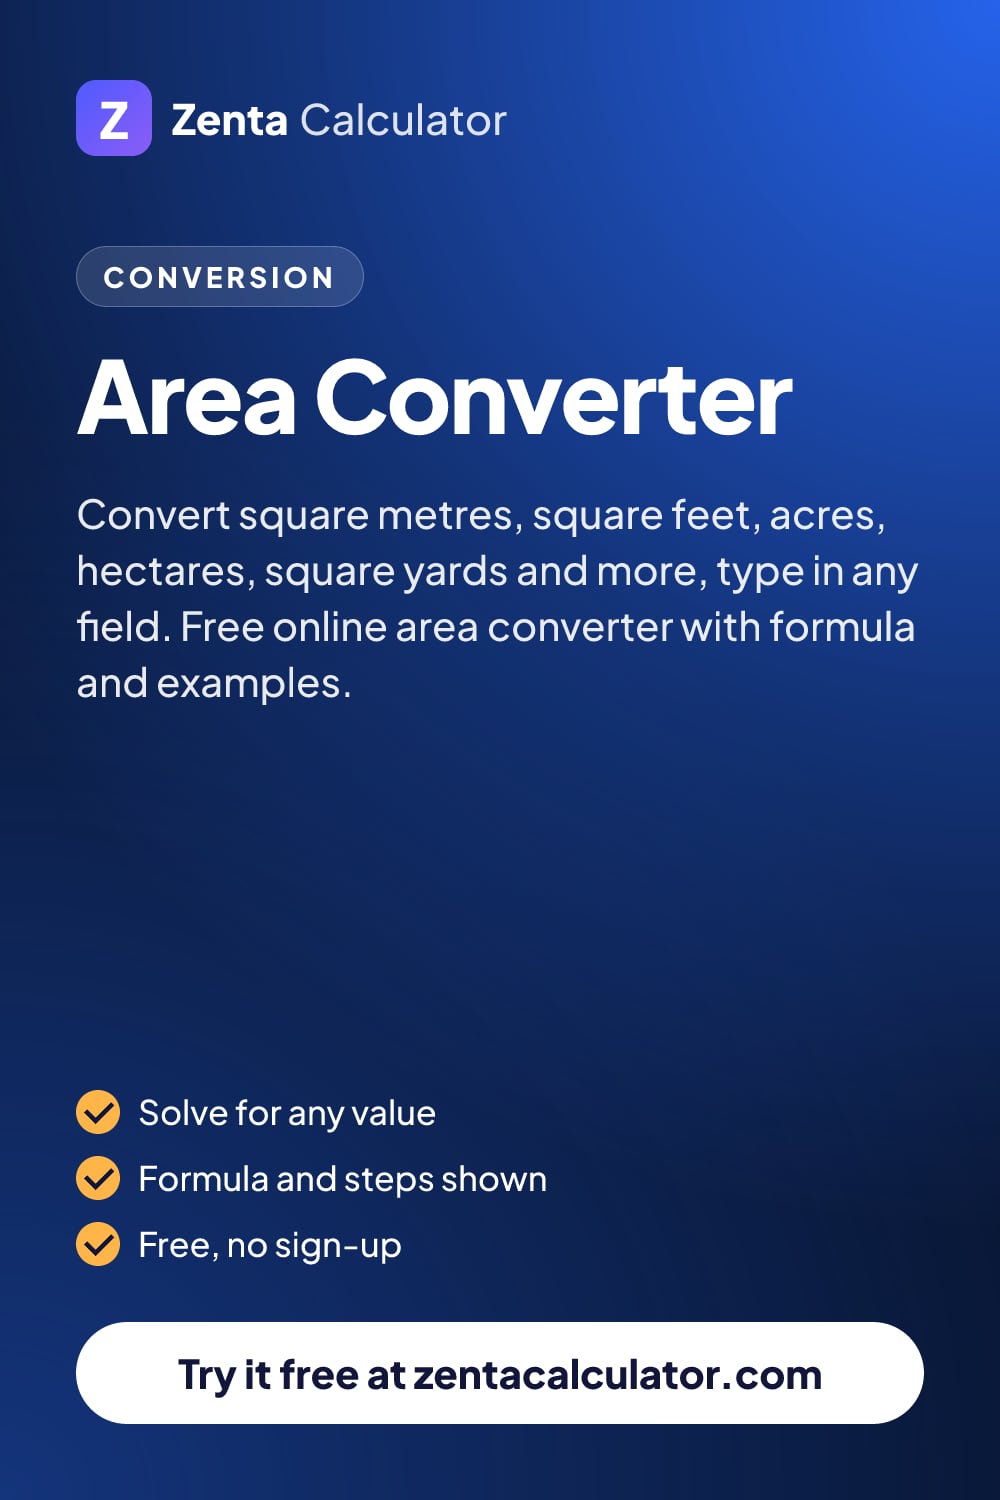 Z
Zenta Calculator
CONVERSION
Area Converter
Convert square metres, square feet, acres,
hectares, square yards and more, type in any
field. Free online area converter with formula
and examples.
Solve for any value
Formula and steps shown
Free, no sign-up
Try it free at zentacalculator.com